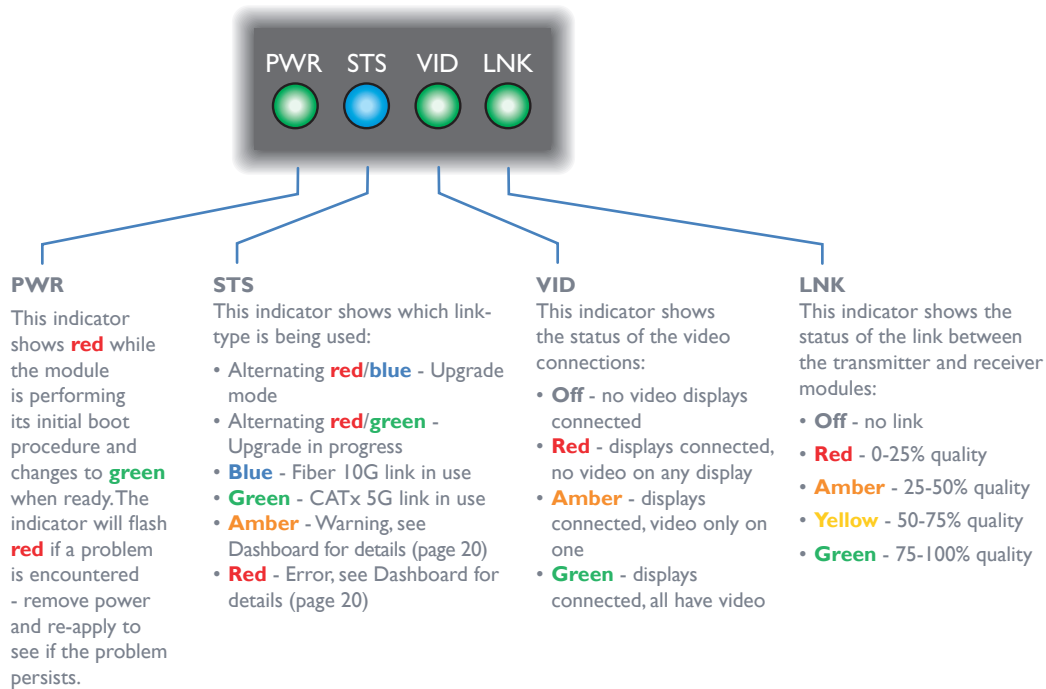 PWR STS VID LNK
PWR
This indicator
shows red while
the module
is performing
its initial boot
procedure and
changes to green
when ready. The
indicator will flash
red if a problem
is encountered
- remove power
and re-apply to
see if the problem
persists.
STS
This indicator shows which link-
type is being used:
• Alternating red/blue - Upgrade
mode
• Alternating red/green -
Upgrade in progress
• Blue - Fiber 10G link in use
• Green - CATx 5G link in use
• Amber - Warning, see
Dashboard for details (page 20)
• Red - Error, see Dashboard for
details (page 20)
VID
This indicator shows
the status of the video
connections:
• Off - no video displays
connected
• Red - displays connected,
no video on any display
• Amber - displays
connected, video only on
one
• Green - displays
connected, all have video
LNK
This indicator shows the
status of the link between
the transmitter and receiver
modules:
• Off - no link
• Red - 0-25% quality
• Amber - 25-50% quality
• Yellow - 50-75% quality
• Green - 75-100% quality